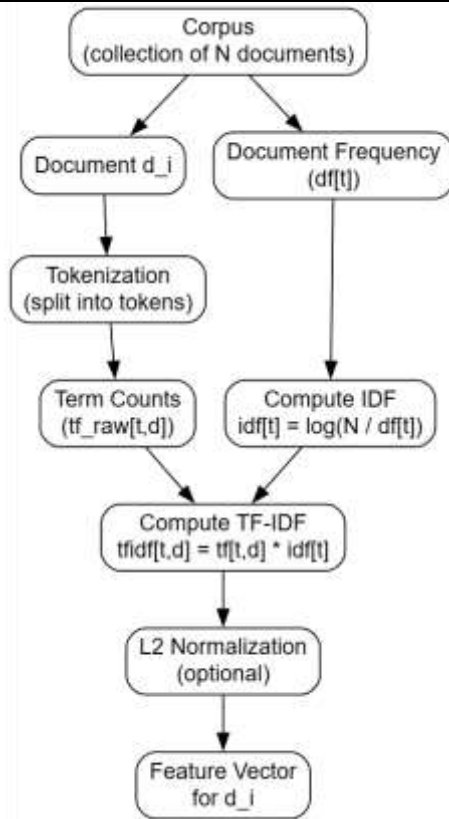 Corpus
(collection of N documents)
Document d_i
Document Frequency
(df[t])
Tokenization
(split into tokens)
Term Counts
(tf_raw[t,d])
Compute IDF
idf[t] = log(N / df[t])
Compute TF-IDF
tfidf[t,d] = tf[t,d] * idf[t]
L2 Normalization
(optional)
Feature Vector
for d_i